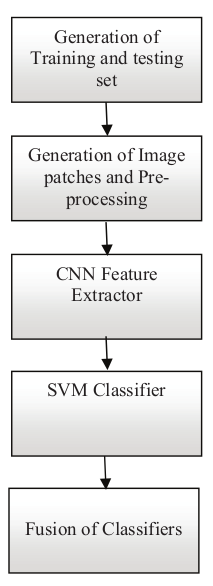 Generation of
Training and testing
set
Generation of Image
patches and Pre-
processing
CNN Feature
Extractor
SVM Classifier
Fusion of Classifiers